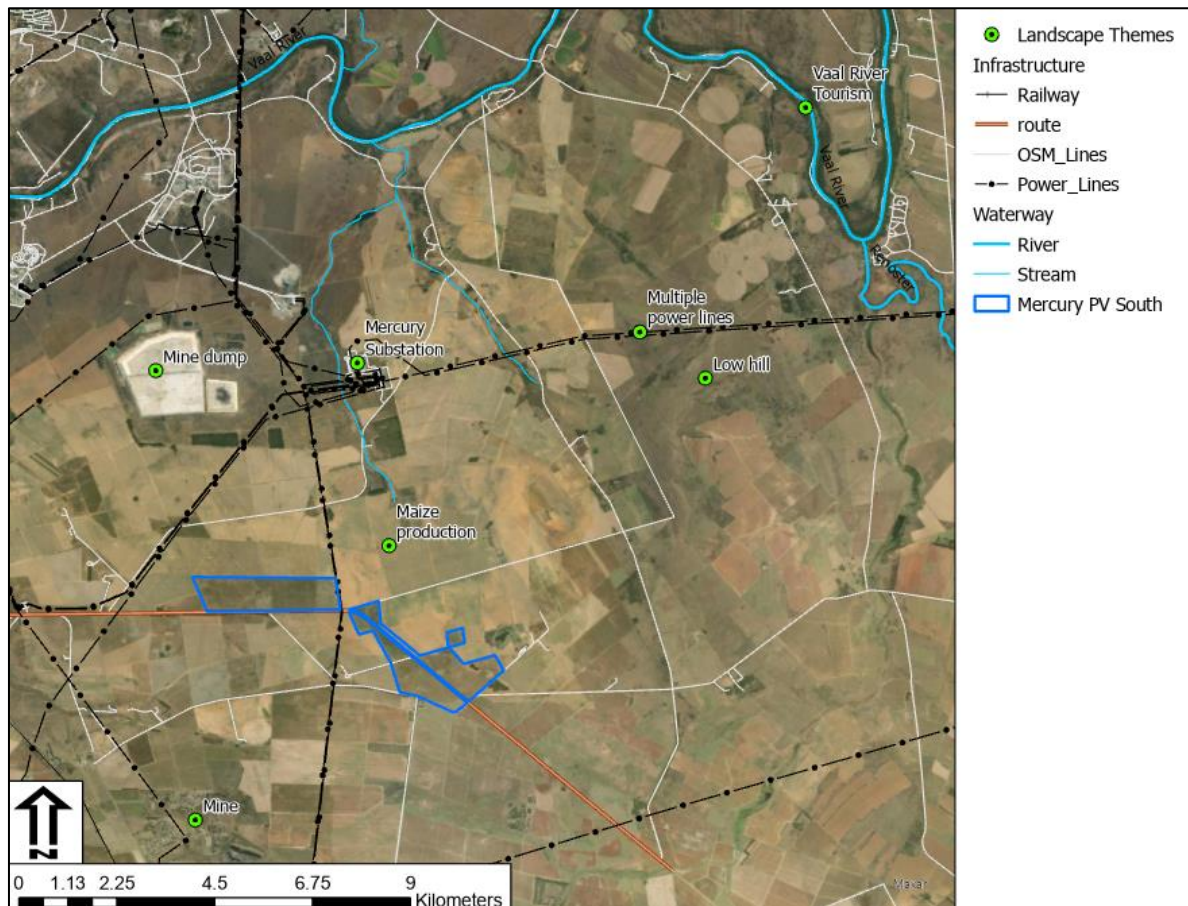 Vaal River
Vaal River
Tourism
Vaal River
Renoster
Multiple
power lines
Mercury
Substation
Mine dump
Low hill
Maize
production
Mine
N
0 1.13 2.25 4.5 6.75 9
Kilometers
Maxar
Landscape Themes
Infrastructure
Railway
route
OSM_Lines
Power_Lines
Waterway
River
Stream
Mercury PV South